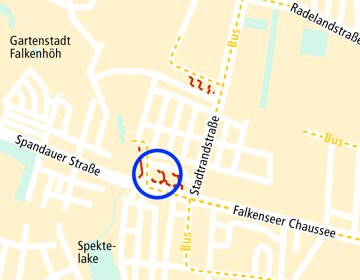 Radelandstraße
Gartenstadt
Falkenhöh
Bus
Bus
Stadtrandstraße
Spandauer Straße
Falkenseer Chaussee
Spekte-
lake
Bus